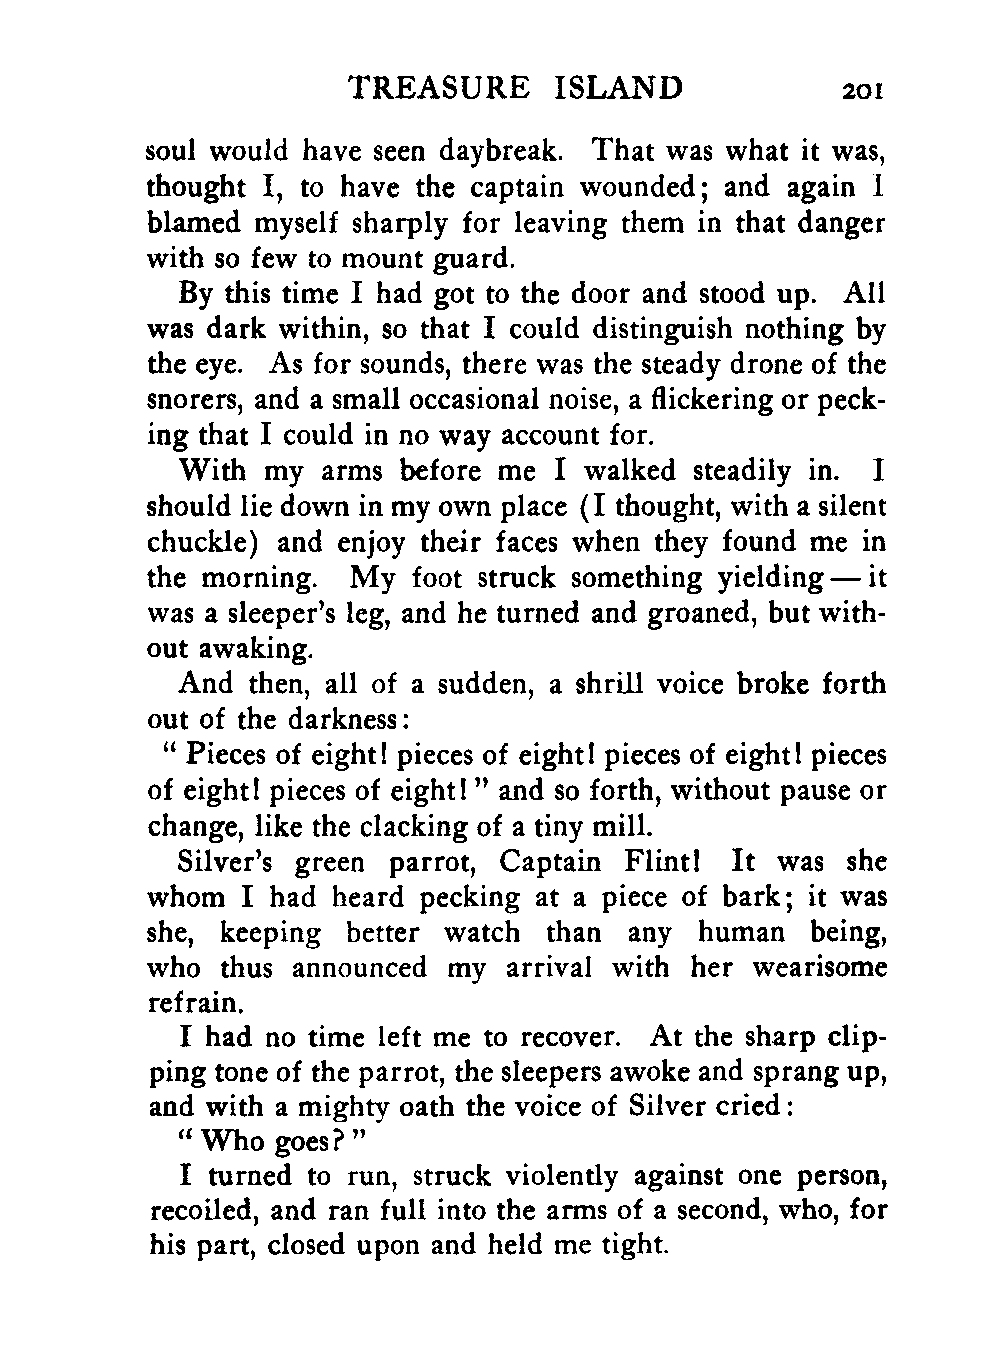 TREASURE ISLAND 201
soul would have seen daybreak. That was what it was,
thought I, to have the captain wounded; and again I
blamed myself sharply for leaving them in that danger
with so few to mount guard.
By this time I had got to the door and stood up. All
was dark within, so that I could distinguish nothing by
the eye. As for sounds, there was the steady drone of the
snorers, and a small occasional noise, a flickering or peck-
ing that I could in no way account for.
With my arms before me I walked steadily in. I
should lie down in my own place (I thought, with a silent
chuckle) and enjoy their faces when they found me in
the morning. My foot struck something yielding — it
was a sleeper's leg, and he turned and groaned, but with-
out awaking.
And then, all of a sudden, a shrill voice broke forth
out of the darkness:
" Pieces of eight! pieces of eight! pieces of eight! pieces
of eight! pieces of eight! " and so forth, without pause or
change, like the clacking of a tiny mill.
Silver's green parrot, Captain Flint! It was she
whom I had heard pecking at a piece of bark; it was
she, keeping better watch than any human being,
who thus announced my arrival with her wearisome
refrain.
I had no time left me to recover. At the sharp clip-
ping tone of the parrot, the sleepers awoke and sprang up,
and with a mighty oath the voice of Silver cried:
" Who goes? "
I turned to run, struck violently against one person,
recoiled, and ran full into the arms of a second, who, for
his part, closed upon and held me tight.